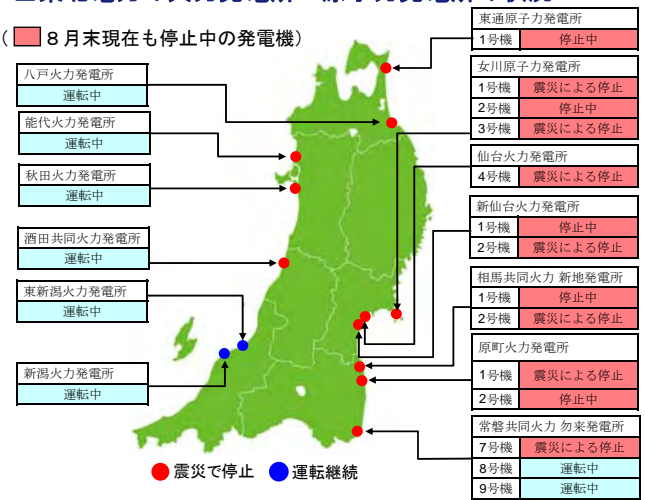 (　８月末現在も停止中の発電機)
八戸火力発電所
運転中
能代火力発電所
運転中
秋田火力発電所
運転中
酒田共同火力発電所
運転中
東新潟火力発電所
運転中
新潟火力発電所
運転中
東通原子力発電所
1号機 停止中
女川原子力発電所
1号機 震災による停止
2号機 停止中
3号機 震災による停止
仙台火力発電所
4号機 震災による停止
新仙台火力発電所
1号機 停止中
2号機 震災による停止
相馬共同火力 新地発電所
1号機 停止中
2号機 震災による停止
原町火力発電所
1号機 震災による停止
2号機 停止中
常磐共同火力 勿来発電所
7号機 震災による停止
8号機 運転中
9号機 運転中
震災で停止 運転継続